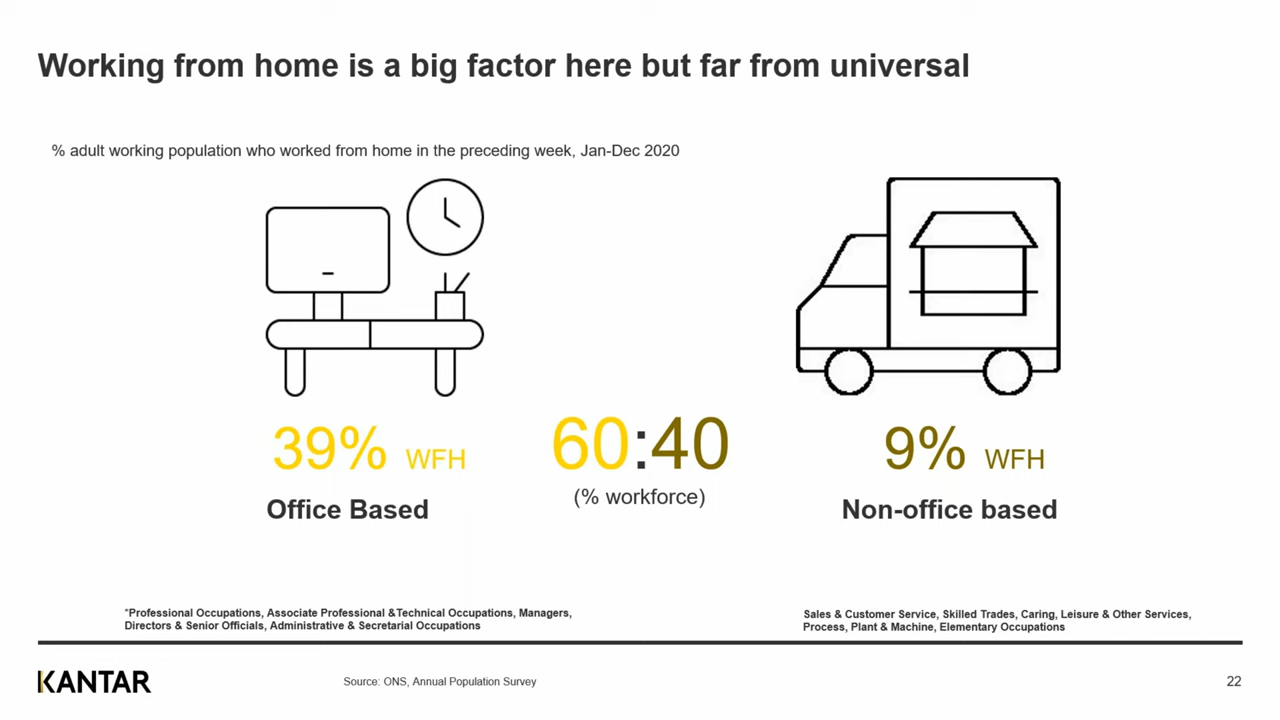 Working from home is a big factor here but far from universal
% adult working population who worked from home in the preceding week, Jan-Dec 2020
39% WFH
Office Based
60:40
(% workforce)
9% WFH
Non-office based
*Professional Occupations, Associate Professional &Technical Occupations, Managers,
Directors & Senior Officials, Administrative & Secretarial Occupations
Sales & Customer Service, Skilled Trades, Caring, Leisure & Other Services,
Process, Plant & Machine, Elementary Occupations
KANTAR
Source: ONS, Annual Population Survey
22